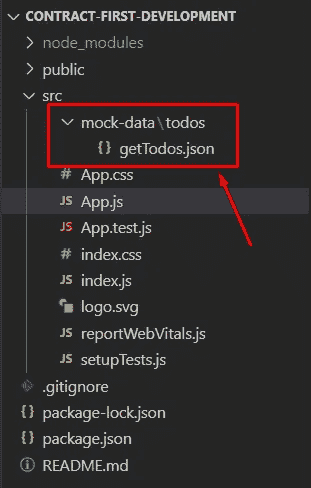 CONTRACT-FIRST-DEVELOPMENT
node_modules
public
src
mock-data\todos
{} getTodos.json
# App.css
JS App.js
JS App.test.js
# index.css
JS index.js
logo.svg
JS reportWebVitals.js
JS setupTests.js
.gitignore
{} package-lock.json
{} package.json
README.md